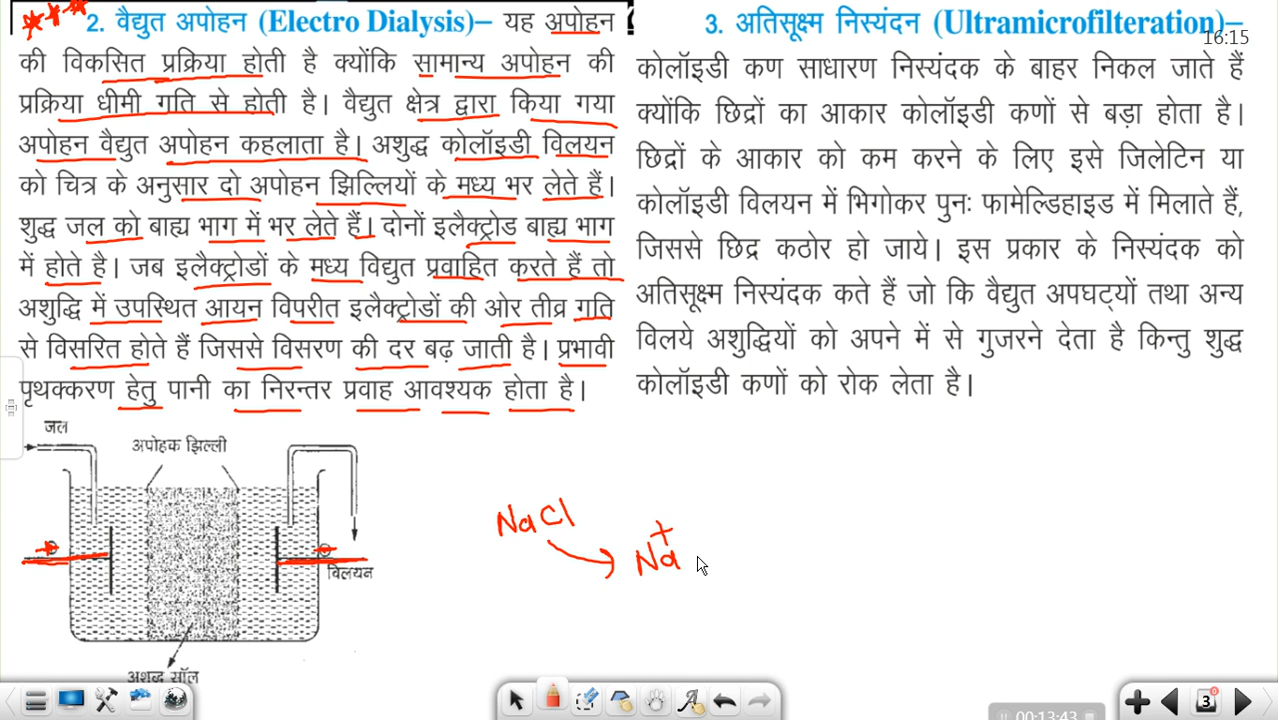 2. वैद्युत अपोहन (Electro Dialysis)– यह अपोहन
की विकसित प्रक्रिया होती है क्योंकि सामान्य अपोहन की
प्रक्रिया धीमी गति से होती है। वैद्युत क्षेत्र द्वारा किया गया
अपोहन वैद्युत अपोहन कहलाता है। अशुद्ध कोलॉइडी विलयन
को चित्र के अनुसार दो अपोहन झिल्लियों के मध्य भर लेते हैं।
शुद्ध जल को बाह्य भाग में भर लेते हैं। दोनों इलैक्ट्रोड बाह्य भाग
में होते है। जब इलैक्ट्रोडों के मध्य विद्युत प्रवाहित करते हैं तो
अशुद्धि में उपस्थित आयन विपरीत इलैक्ट्रोडों की ओर तीव्र गति
से विसरित होते हैं जिससे विसरण की दर बढ़ जाती है। प्रभावी
पृथक्करण हेतु पानी का निरन्तर प्रवाह आवश्यक होता है।
जल
अपोहक झिल्ली
विलयन
अशुद्ध सॉल
3. अतिसूक्ष्म निस्यंदन (Ultramicrofilteration)–
16:15
कोलॉइडी कण साधारण निस्यंदक के बाहर निकल जाते हैं
क्योंकि छिद्रों का आकार कोलॉइडी कणों से बड़ा होता है।
छिद्रों के आकार को कम करने के लिए इसे जिलेटिन या
कोलॉइडी विलयन में भिगोकर पुनः फार्मेल्डिहाइड में मिलाते हैं,
जिससे छिद्र कठोर हो जाये। इस प्रकार के निस्यंदक को
अतिसूक्ष्म निस्यंदक कते हैं जो कि वैद्युत अपघट्यों तथा अन्य
विलये अशुद्धियों को अपने में से गुजरने देता है किन्तु शुद्ध
कोलॉइडी कणों को रोक लेता है।
NaCl
Na+
3
00:13:43